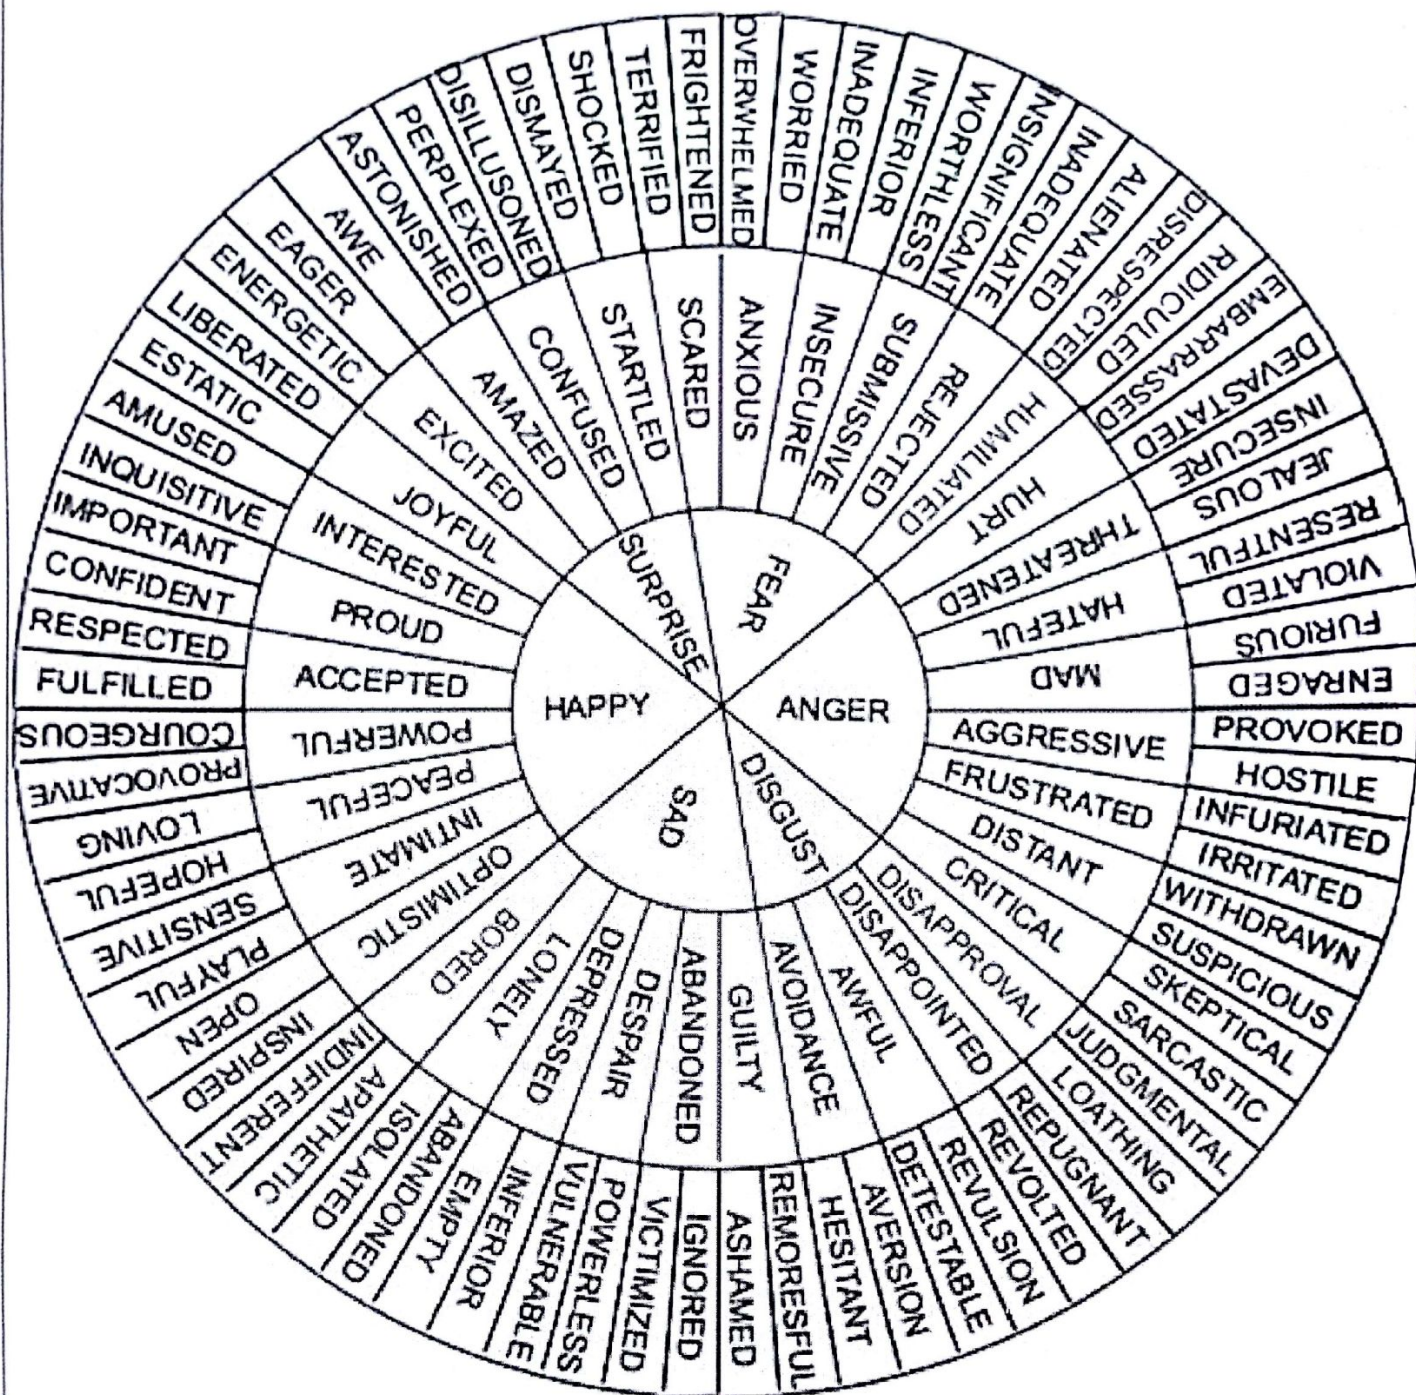 FEAR
ANGER
DISGUST
SAD
HAPPY
SURPRISE
SCARED
ANXIOUS
INSECURE
SUBMISSIVE
REJECTED
HUMILIATED
HURT
THREATENED
HATEFUL
MAD
AGGRESSIVE
FRUSTRATED
DISTANT
CRITICAL
DISAPPROVAL
DISAPPOINTED
AWFUL
AVOIDANCE
GUILTY
ABANDONED
DESPAIR
DEPRESSED
LONELY
BORED
OPTIMISTIC
INTIMATE
PEACEFUL
POWERFUL
ACCEPTED
PROUD
INTERESTED
JOYFUL
EXCITED
AMAZED
CONFUSED
STARTLED
FRIGHTENED
OVERWHELMED
WORRIED
INADEQUATE
INFERIOR
WORTHLESS
INSIGNIFICANT
INADEQUATE
ALIENATED
DISRESPECTED
RIDICULED
EMBARRASSED
DEVASTATED
INSECURE
JEALOUS
RESENTFUL
VIOLATED
FURIOUS
ENRAGED
PROVOKED
HOSTILE
INFURIATED
IRRITATED
WITHDRAWN
SUSPICIOUS
SKEPTICAL
SARCASTIC
JUDGMENTAL
LOATHING
REPUGNANT
REVOLTED
REVULSION
DETESTABLE
AVERSION
HESITANT
REMORESFUL
ASHAMED
IGNORED
VICTIMIZED
POWERLESS
VULNERABLE
INFERIOR
EMPTY
ABANDONED
ISOLATED
APATHETIC
INDIFFERENT
INSPIRED
OPEN
PLAYFUL
SENSITIVE
HOPEFUL
LOVING
PROVOCATIVE
COURGEOUS
FULFILLED
RESPECTED
CONFIDENT
IMPORTANT
INQUISITIVE
AMUSED
ESTATIC
LIBERATED
ENERGETIC
EAGER
AWE
ASTONISHED
PERPLEXED
DISILLUSONED
DISMAYED
SHOCKED
TERRIFIED